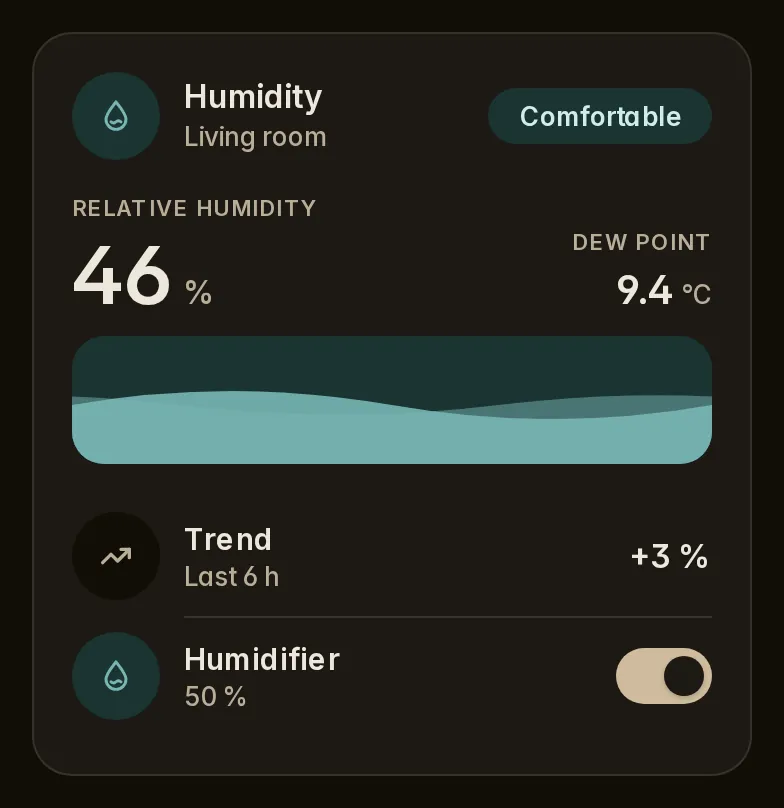 Humidity
Living room
Comfortable
RELATIVE HUMIDITY
46 %
DEW POINT
9.4 °C
Trend
Last 6 h
+3 %
Humidifier
50 %